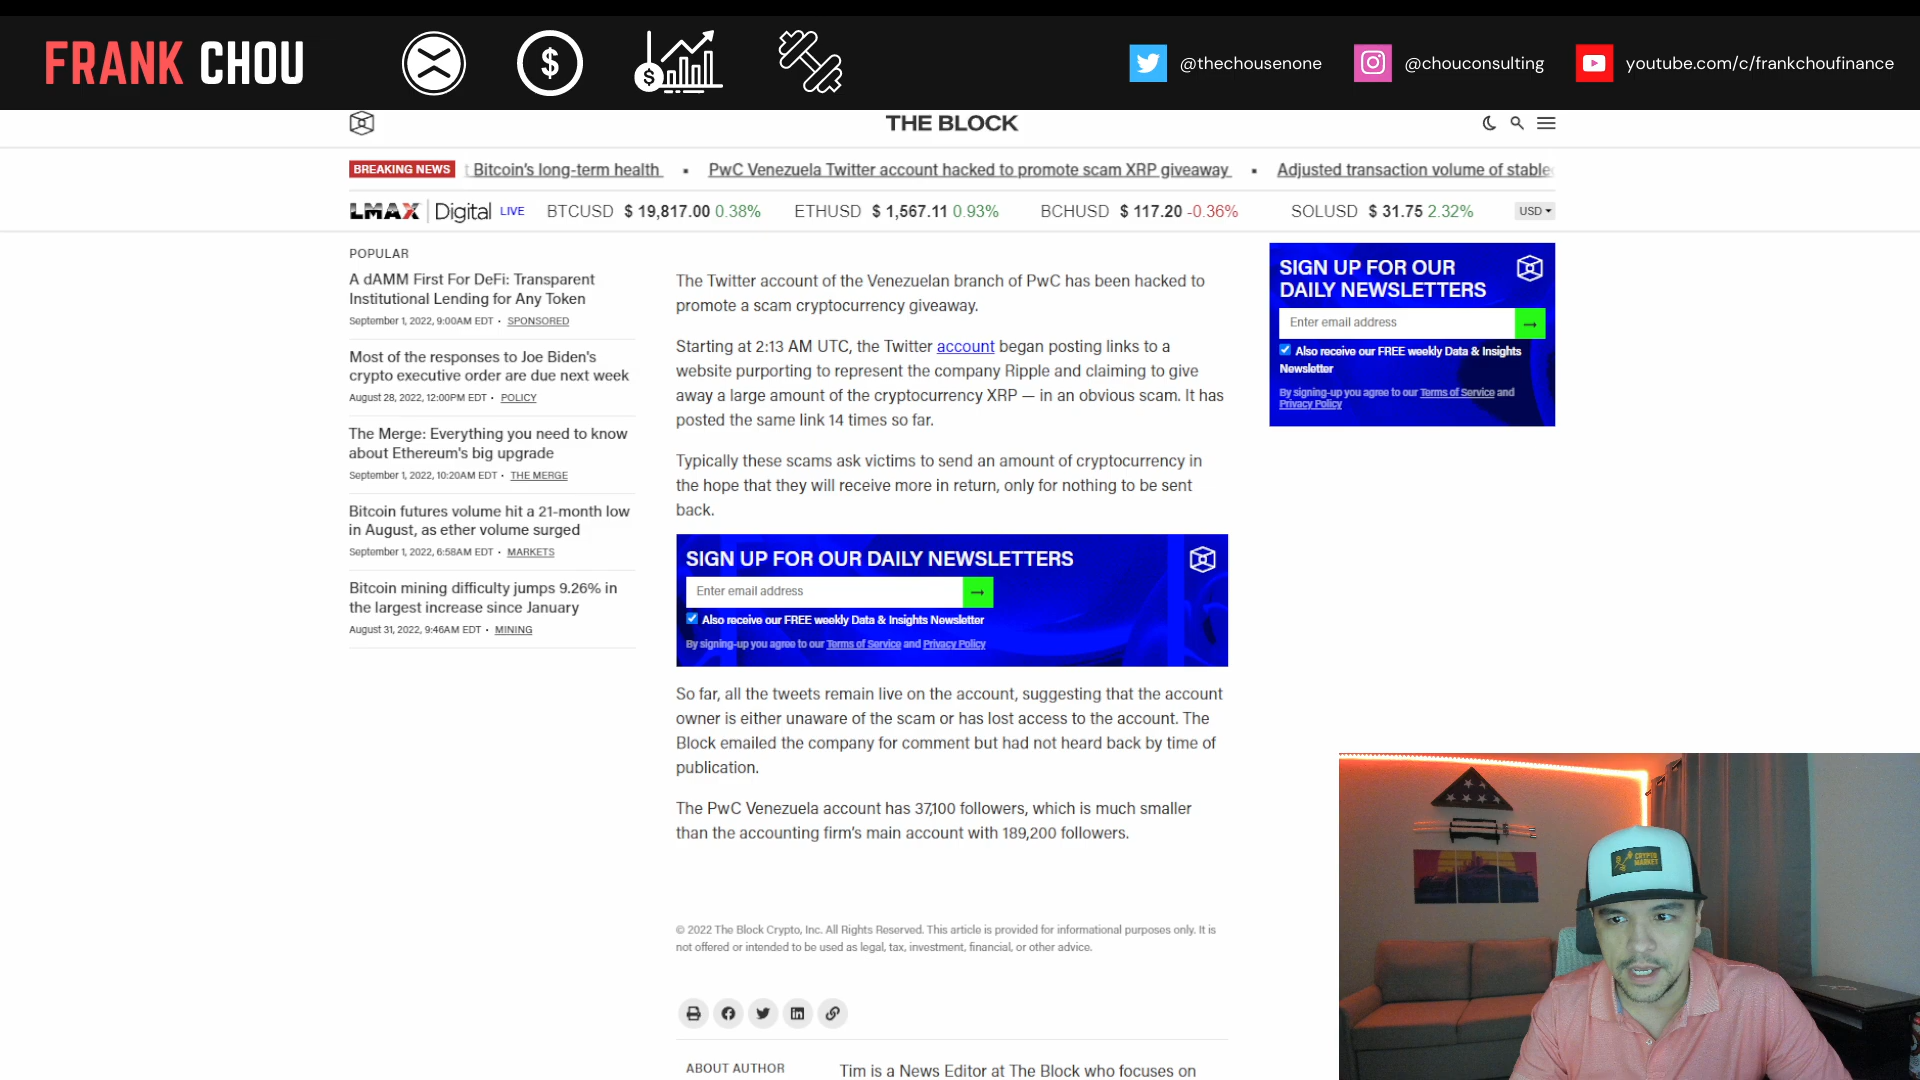 FRANK CHOU
@thechousenone
@chouconsulting
youtube.com/c/frankchoufinance
THE BLOCK
BREAKING NEWS
t Bitcoin's long-term health ▪ PwC Venezuela Twitter account hacked to promote scam XRP giveaway ▪ Adjusted transaction volume of stable
LMAX Digital LIVE BTCUSD $ 19,817.00 0.38% ETHUSD $ 1,567.11 0.93% BCHUSD $ 117.20 -0.36% SOLUSD $ 31.75 2.32% USD
POPULAR
A dAMM First For DeFi: Transparent
Institutional Lending for Any Token
September 1, 2022, 9:00AM EDT • SPONSORED
Most of the responses to Joe Biden's
crypto executive order are due next week
August 28, 2022, 12:00PM EDT • POLICY
The Merge: Everything you need to know
about Ethereum's big upgrade
September 1, 2022, 10:20AM EDT • THE MERGE
Bitcoin futures volume hit a 21-month low
in August, as ether volume surged
September 1, 2022, 6:58AM EDT • MARKETS
Bitcoin mining difficulty jumps 9.26% in
the largest increase since January
August 31, 2022, 9:46AM EDT • MINING
The Twitter account of the Venezuelan branch of PwC has been hacked to
promote a scam cryptocurrency giveaway.
Starting at 2:13 AM UTC, the Twitter account began posting links to a
website purporting to represent the company Ripple and claiming to give
away a large amount of the cryptocurrency XRP — in an obvious scam. It has
posted the same link 14 times so far.
Typically these scams ask victims to send an amount of cryptocurrency in
the hope that they will receive more in return, only for nothing to be sent
back.
SIGN UP FOR OUR DAILY NEWSLETTERS
Enter email address
Also receive our FREE weekly Data & Insights Newsletter
By signing-up you agree to our Terms of Service and Privacy Policy
So far, all the tweets remain live on the account, suggesting that the account
owner is either unaware of the scam or has lost access to the account. The
Block emailed the company for comment but had not heard back by time of
publication.
The PwC Venezuela account has 37,100 followers, which is much smaller
than the accounting firm's main account with 189,200 followers.
© 2022 The Block Crypto, Inc. All Rights Reserved. This article is provided for informational purposes only. It is
not offered or intended to be used as legal, tax, investment, financial, or other advice.
ABOUT AUTHOR
Tim is a News Editor at The Block who focuses on
SIGN UP FOR OUR
DAILY NEWSLETTERS
Enter email address
Also receive our FREE weekly Data & Insights
Newsletter
By signing-up you agree to our Terms of Service and
Privacy Policy
CRYPTO
MARKET